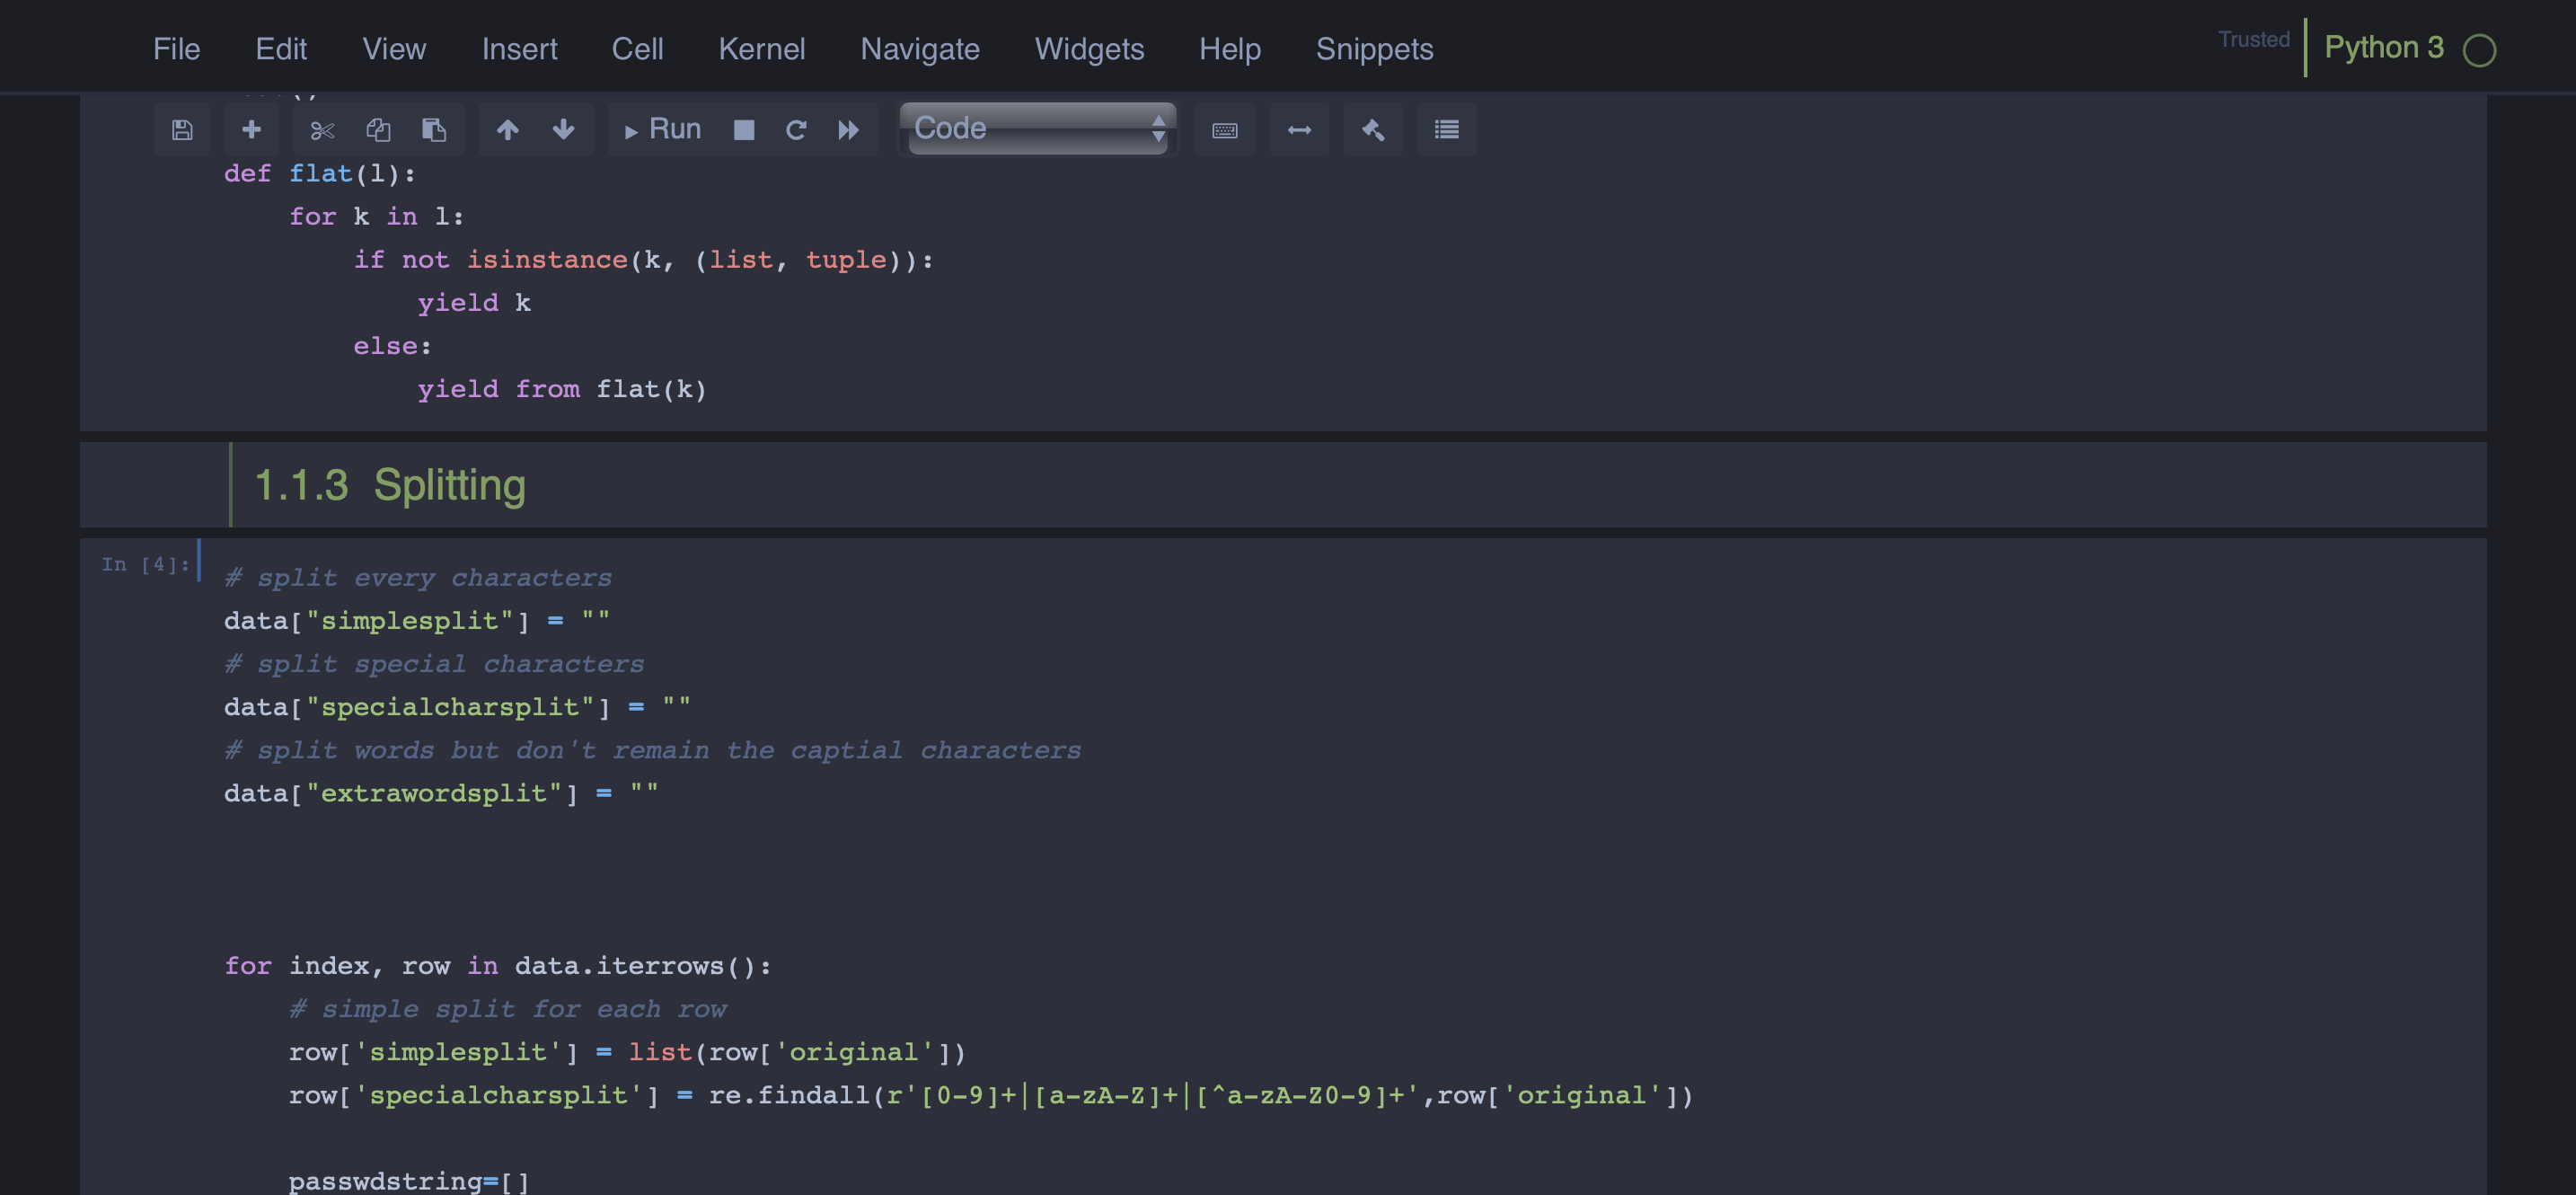 File Edit View Insert Cell Kernel Navigate Widgets Help Snippets Trusted Python 3
Run Code
def flat(l):
    for k in l:
        if not isinstance(k, (list, tuple)):
            yield k
        else:
            yield from flat(k)
1.1.3 Splitting
In [4]:
# split every characters
data["simplesplit"] = ""
# split special characters
data["specialcharsplit"] = ""
# split words but don't remain the captial characters
data["extrawordsplit"] = ""
for index, row in data.iterrows():
    # simple split for each row
    row['simplesplit'] = list(row['original'])
    row['specialcharsplit'] = re.findall(r'[0-9]+|[a-zA-Z]+|[^a-zA-Z0-9]+',row['original'])
    passwdstring=[]